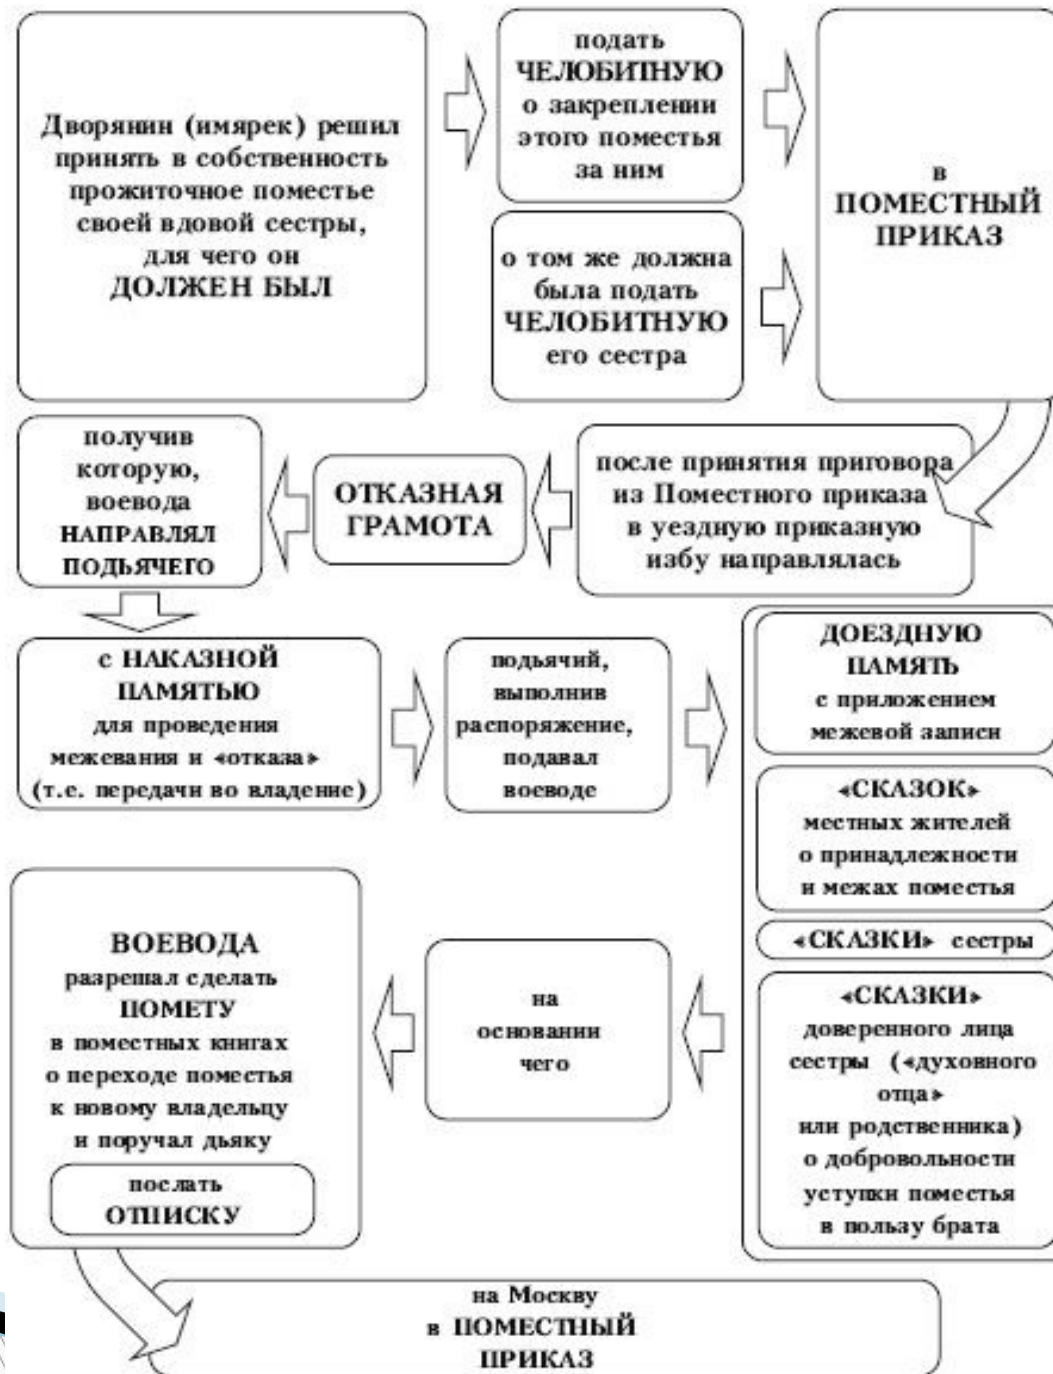 Дворянин (имярек) решил
принять в собственность
прожиточное поместье
своей вдовой сестры,
для чего он
ДОЛЖЕН БЫЛ
подать
ЧЕЛОБИТНУЮ
о закреплении
этого поместья
за ним
о том же должна
была подать
ЧЕЛОБИТНУЮ
его сестра
в
ПОМЕСТНЫЙ
ПРИКАЗ
после принятия приговора
из Поместного приказа
в уездную приказную
избу направлялась
ОТКАЗНАЯ
ГРАМОТА
получив
которую,
воевода
НАПРАВЛЯЛ
ПОДЬЯЧЕГО
с НАКАЗНОЙ
ПАМЯТЬЮ
для проведения
межевания и «отказа»
(т.е. передачи во владение)
подьячий,
выполнив
распоряжение,
подавал
воеводе
ДОЕЗДНУЮ
ПАМЯТЬ
с приложением
межевой записи
«СКАЗОК»
местных жителей
о принадлежности
и межах поместья
«СКАЗКИ» сестры
«СКАЗКИ»
доверенного лица
сестры («духовного
отца»
или родственника)
о добровольности
уступки поместья
в пользу брата
на
основании
чего
ВОЕВОДА
разрешал сделать
ПОМЕТУ
в поместных книгах
о переходе поместья
к новому владельцу
и поручал дьяку
послать
ОТПИСКУ
на Москву
в ПОМЕСТНЫЙ
ПРИКАЗ